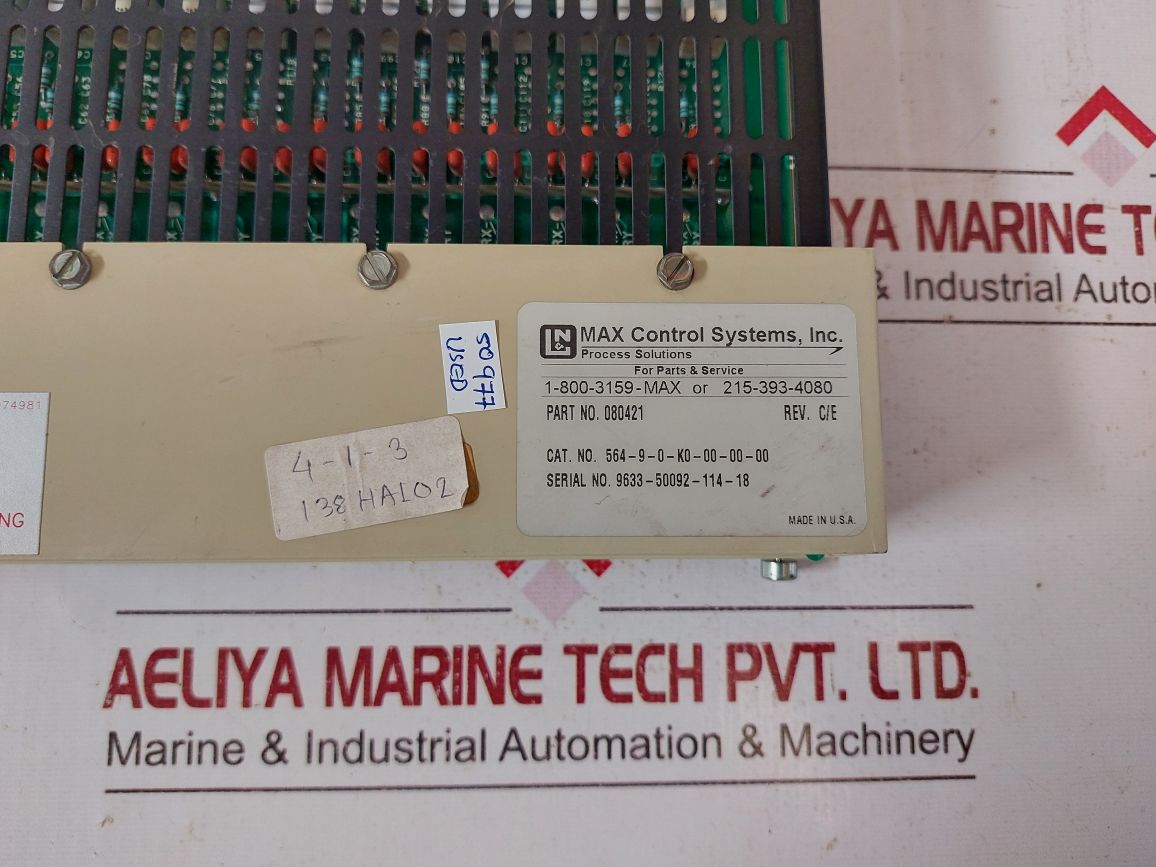 YA MARINE TE
& Industrial Auto
L&N MAX Control Systems, Inc.
Process Solutions
For Parts & Service
1-800-3159-MAX or 215-393-4080
PART NO. 080421 REV. C/E
CAT. NO. 564-9-0-K0-00-00-00
SERIAL NO. 9633-50092-114-18
MADE IN U.S.A.
50977
USED
4-1-3
138HAL02
74981
NG
AELIYA MARINE TECH PVT. LTD.
Marine & Industrial Automation & Machinery